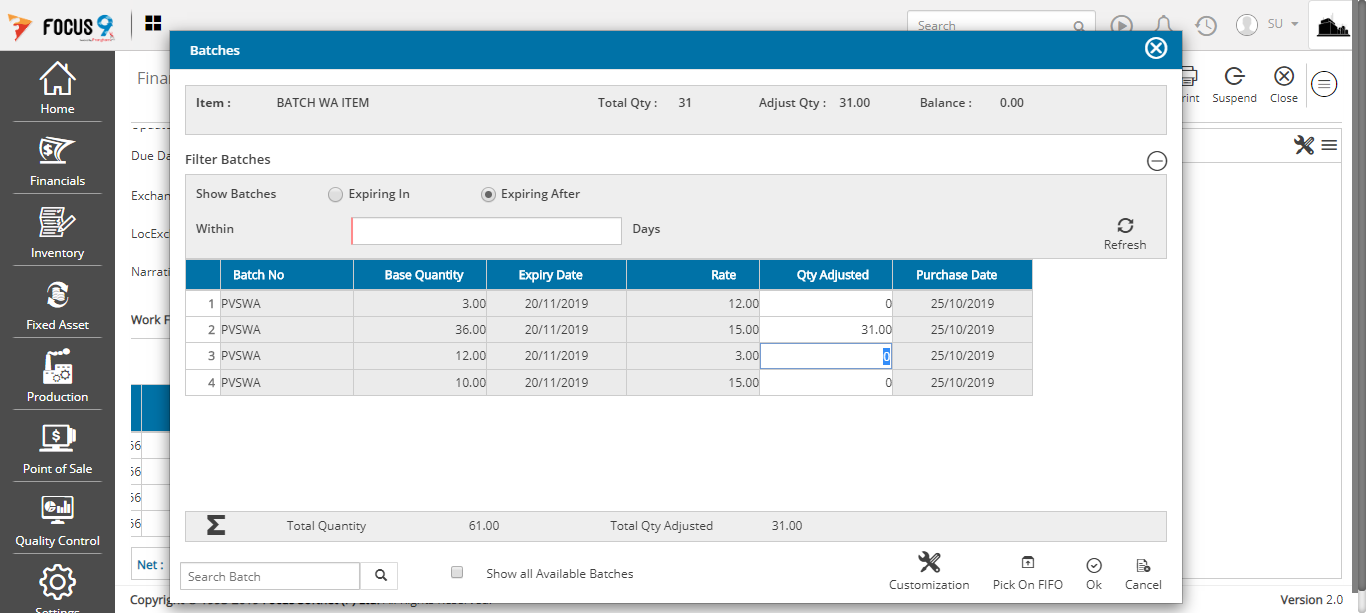 FOCUS 9
Search
SU
Home
Financials
Inventory
Fixed Asset
Production
Point of Sale
Quality Control
Settings
Fina
rint
Suspend
Close
Due Da
Exchan
LocExc
Narrati
Work F
66
66
66
66
Net :
Batches
Item :
BATCH WA ITEM
Total Qty :
31
Adjust Qty :
31.00
Balance :
0.00
Filter Batches
Show Batches
Expiring In
Expiring After
Within
Days
Refresh
Batch No Base Quantity Expiry Date Rate Qty Adjusted Purchase Date
1 PVSWA 3.00 20/11/2019 12.00 0 25/10/2019
2 PVSWA 36.00 20/11/2019 15.00 31.00 25/10/2019
3 PVSWA 12.00 20/11/2019 3.00 0 25/10/2019
4 PVSWA 10.00 20/11/2019 15.00 0 25/10/2019
Σ Total Quantity 61.00 Total Qty Adjusted 31.00
Search Batch
Show all Available Batches
Customization
Pick On FIFO
Ok
Cancel
Version 2.0